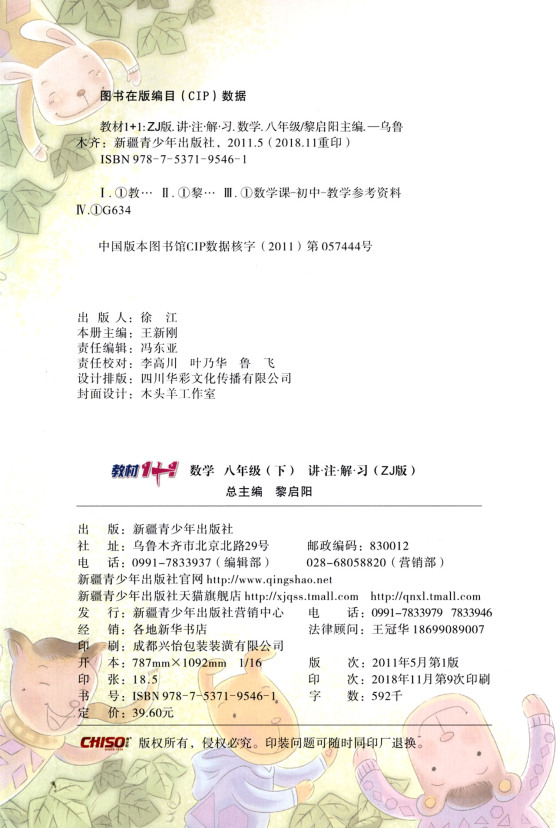 图书在版编目(CIP)数据
教材1+1:ZJ版.讲·注·解·习.数学.八年级/黎启阳主编.—乌鲁
木齐:新疆青少年出版社,2011.5(2018.11重印)
ISBN 978-7-5371-9546-1
Ⅰ.①教… Ⅱ.①黎… Ⅲ.①数学课-初中-教学参考资料
Ⅳ.①G634
中国版本图书馆CIP数据核字(2011)第057444号
出 版 人:徐 江
本册主编:王新刚
责任编辑:冯东亚
责任校对:李高川 叶乃华 鲁 飞
设计排版:四川华彩文化传播有限公司
封面设计:木头羊工作室
教材1+1 数学 八年级(下) 讲·注·解·习(ZJ版)
总主编 黎启阳
出 版:新疆青少年出版社
社 址:乌鲁木齐市北京北路29号 邮政编码:830012
电 话:0991-7833937(编辑部) 028-68058820(营销部)
新疆青少年出版社官网http://www.qingshao.net
新疆青少年出版社天猫旗舰店http://xjqss.tmall.com http://qnxl.tmall.com
发 行:新疆青少年出版社营销中心 电 话:0991-7833979 7833946
经 销:各地新华书店 法律顾问:王冠华 18699089007
印 刷:成都兴怡包装装潢有限公司
开 本:787mm×1092mm 1/16 版 次:2011年5月第1版
印 张:18.5 印 次:2018年11月第9次印刷
书 号:ISBN 978-7-5371-9546-1 字 数:592千
定 价:39.60元
CHISO 版权所有,侵权必究。印装问题可随时同印厂退换。